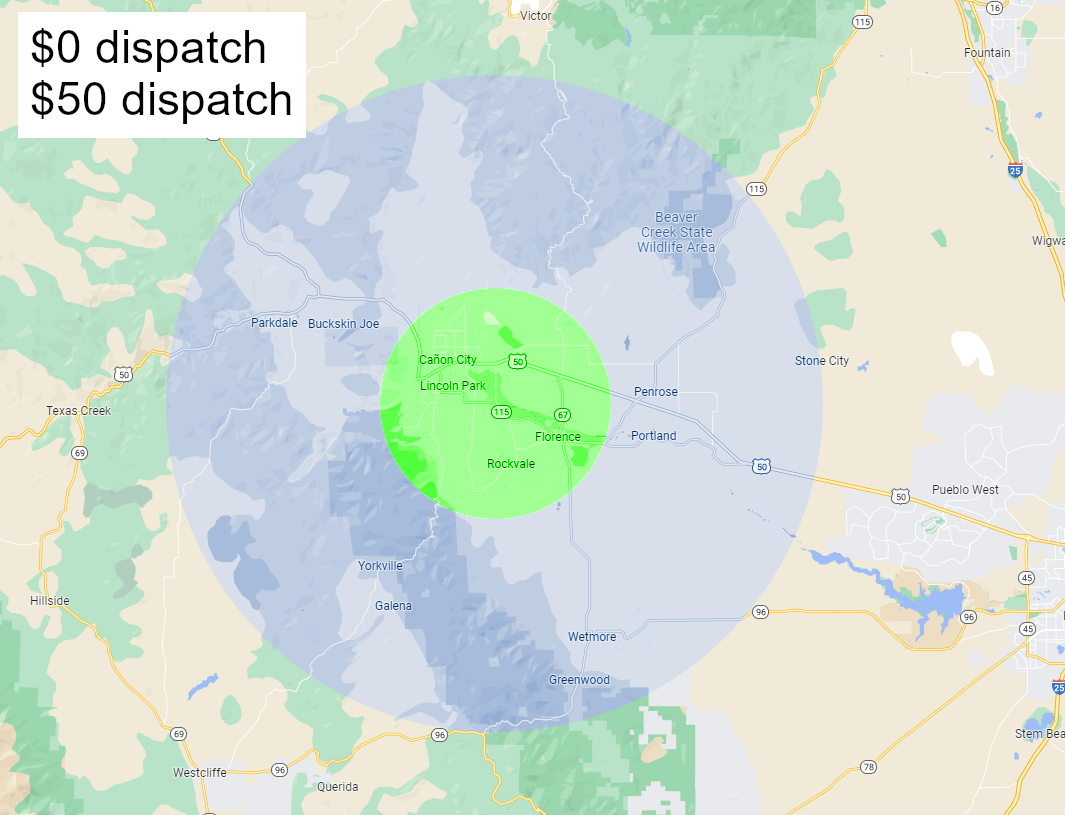 $0 dispatch
$50 dispatch
Victor
115
16
Fountain
25
115
Beaver
Creek State
Wildlife Area
Wigwa
Parkdale
Buckskin Joe
Cañon City
50
Stone City
50
Lincoln Park
Penrose
Texas Creek
115
67
69
Florence
Portland
Rockvale
50
50
Pueblo West
Yorkville
45
Hillside
Galena
96
96
45
Wetmore
Greenwood
25
69
96
Stem Bea
Westcliffe
96
78
Querida